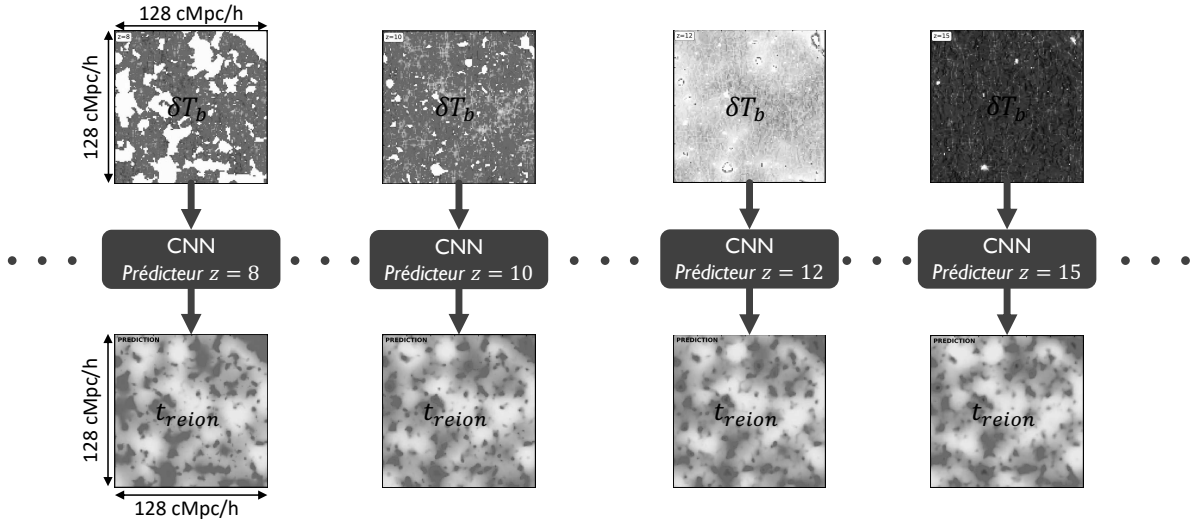 128 cMpc/h
128 cMpc/h
z=8
z=10
z=12
z=15
δT_b
δT_b
δT_b
δT_b
CNN
Prédicteur z = 8
CNN
Prédicteur z = 10
CNN
Prédicteur z = 12
CNN
Prédicteur z = 15
128 cMpc/h
PREDICTION
PREDICTION
PREDICTION
PREDICTION
t_reion
t_reion
t_reion
t_reion
128 cMpc/h